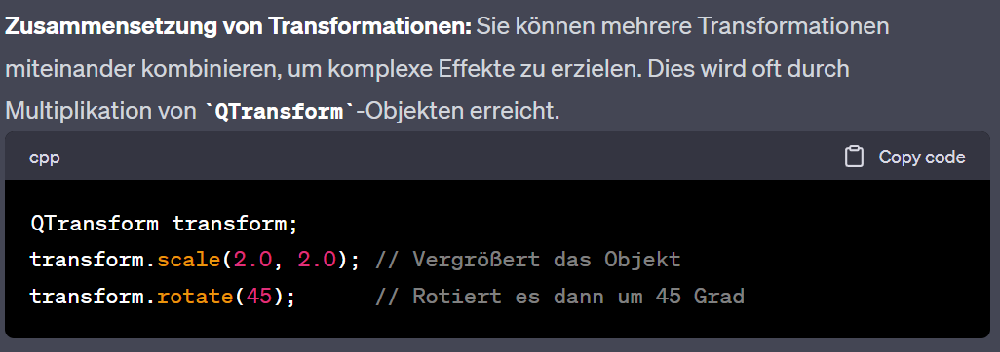 Zusammensetzung von Transformationen: Sie können mehrere Transformationen
miteinander kombinieren, um komplexe Effekte zu erzielen. Dies wird oft durch
Multiplikation von `QTransform`-Objekten erreicht.
cpp Copy code
QTransform transform;
transform.scale(2.0, 2.0); // Vergrößert das Objekt
transform.rotate(45);      // Rotiert es dann um 45 Grad